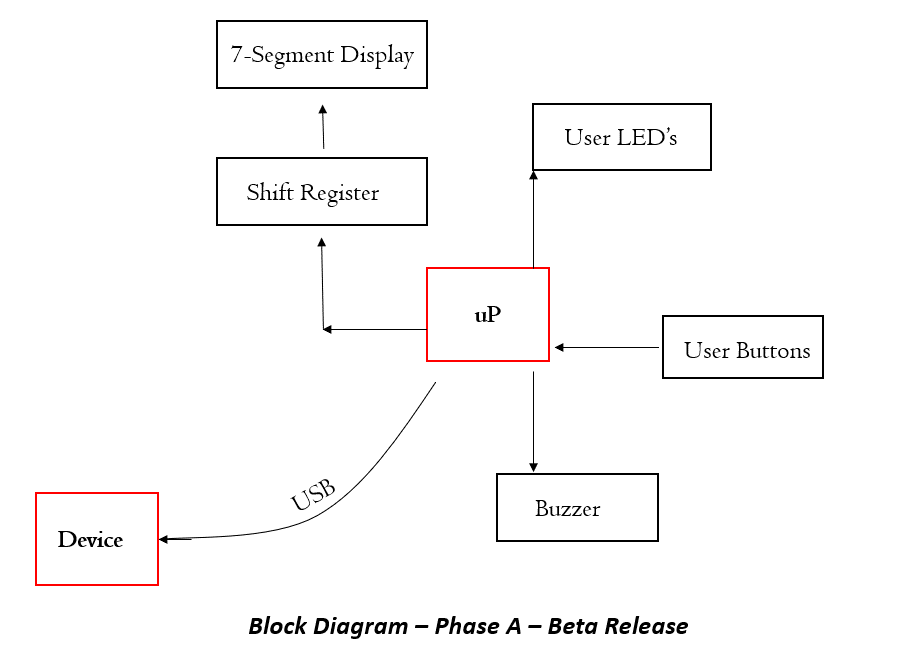 7-Segment Display
User LED's
Shift Register
uP
User Buttons
USB
Buzzer
Device
Block Diagram – Phase A – Beta Release